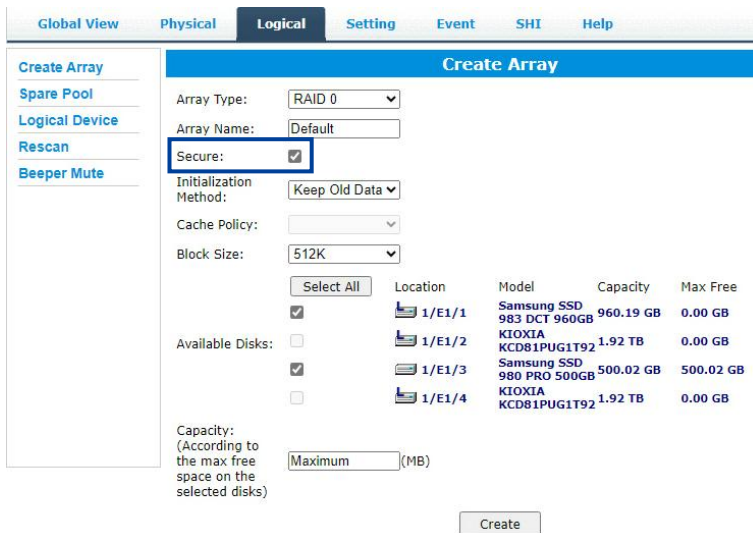 Global View Physical Logical Setting Event SHI Help
Create Array
Spare Pool
Logical Device
Rescan
Beeper Mute
Create Array
Array Type: RAID 0
Array Name: Default
Secure:
Initialization
Method: Keep Old Data
Cache Policy:
Block Size: 512K
Select All Location Model Capacity Max Free
1/E1/1 Samsung SSD
983 DCT 960GB 960.19 GB 0.00 GB
Available Disks:
1/E1/2 KIOXIA
KCD81PUG1T92 1.92 TB 0.00 GB
1/E1/3 Samsung SSD
980 PRO 500GB 500.02 GB 500.02 GB
1/E1/4 KIOXIA
KCD81PUG1T92 1.92 TB 0.00 GB
Capacity:
(According to
the max free
space on the
selected disks)
Maximum (MB)
Create